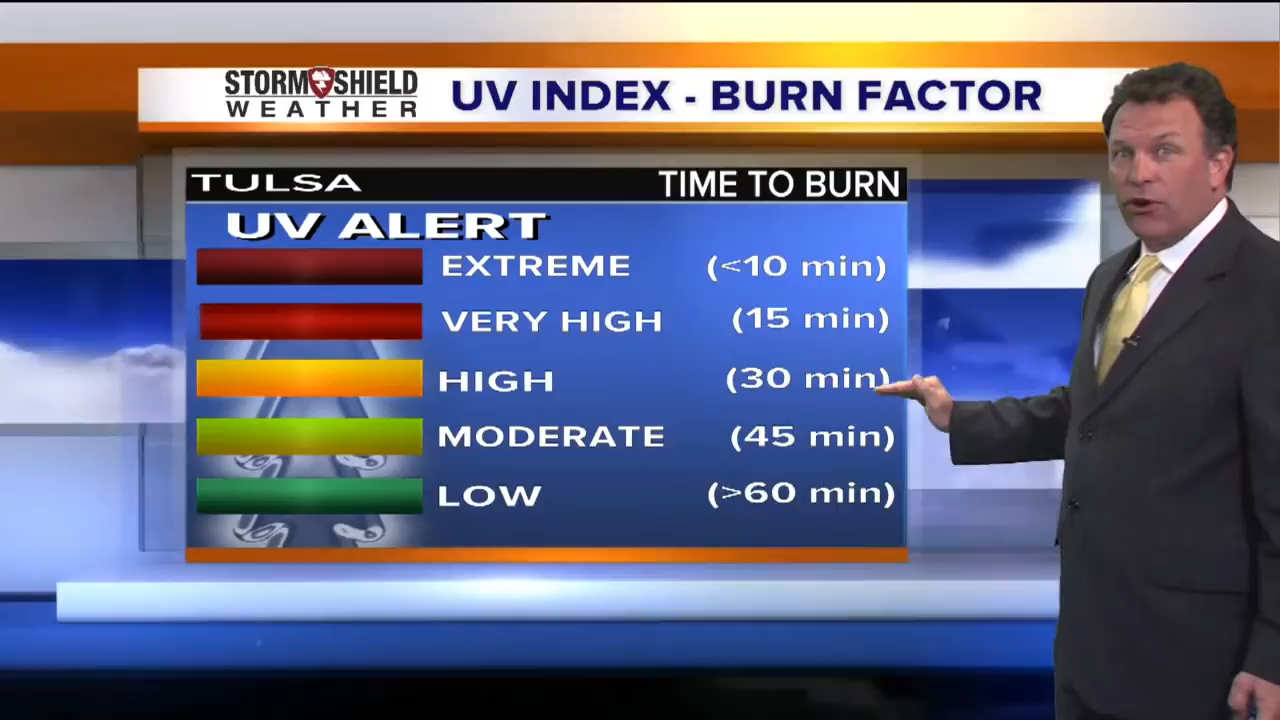 STORM SHIELD
WEATHER
UV INDEX - BURN FACTOR
TULSA TIME TO BURN
UV ALERT
EXTREME (<10 min)
VERY HIGH (15 min)
HIGH (30 min)
MODERATE (45 min)
LOW (>60 min)